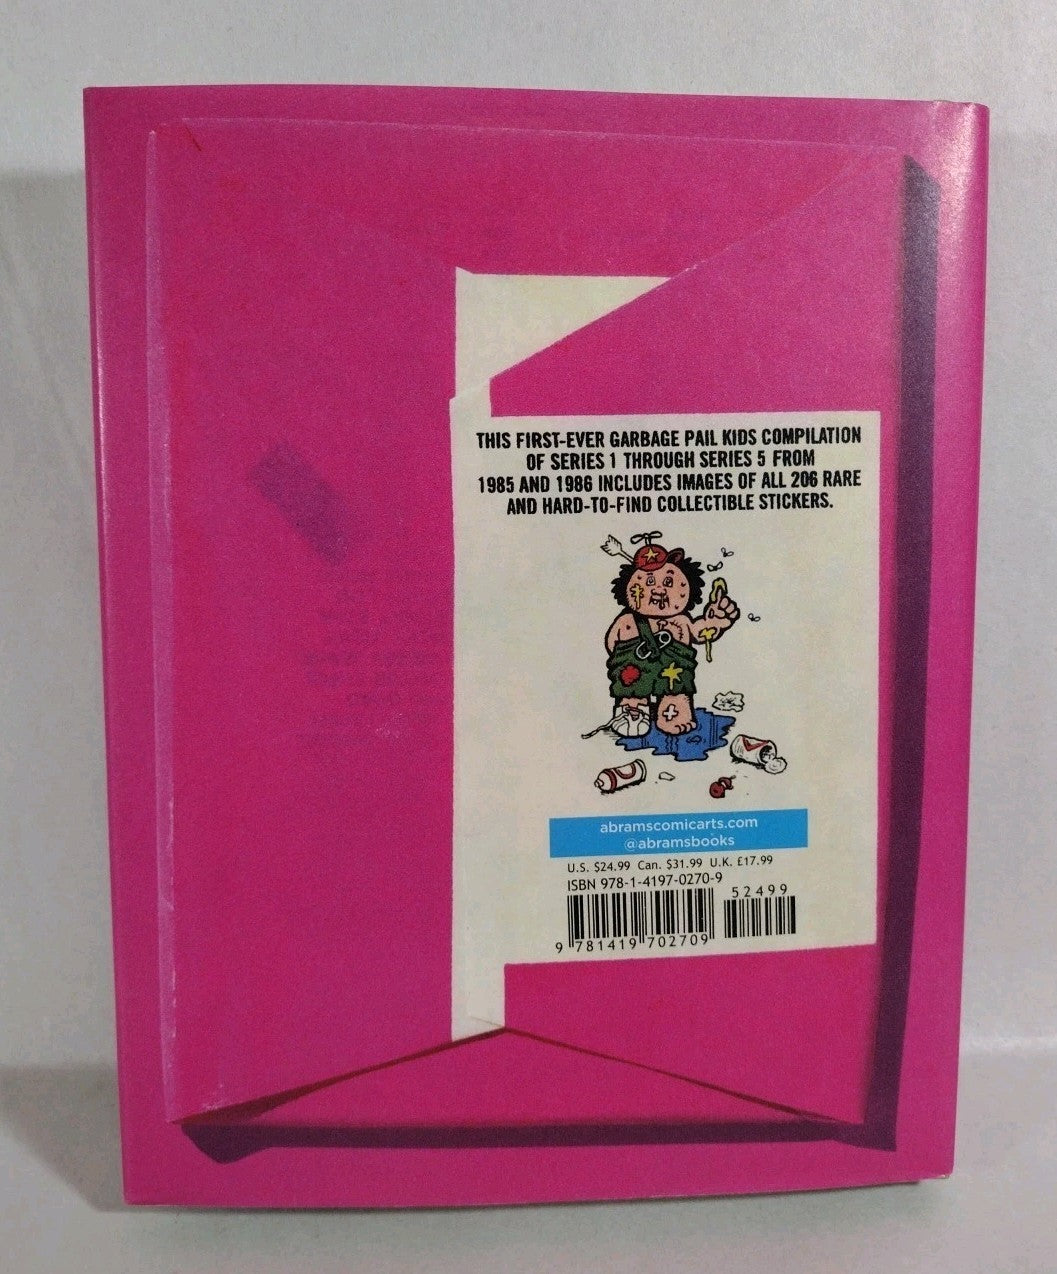 THIS FIRST-EVER GARBAGE PAIL KIDS COMPILATION
OF SERIES 1 THROUGH SERIES 5 FROM
1985 AND 1986 INCLUDES IMAGES OF ALL 206 RARE
AND HARD-TO-FIND COLLECTIBLE STICKERS.
abramscomicarts.com
@abramsbooks
U.S. $24.99 Can. $31.99 U.K. £17.99
ISBN 978-1-4197-0270-9
52499
9 781419 702709